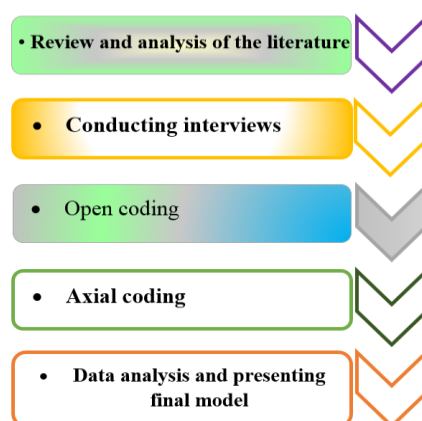 • Review and analysis of the literature
• Conducting interviews
• Open coding
• Axial coding
• Data analysis and presenting
final model